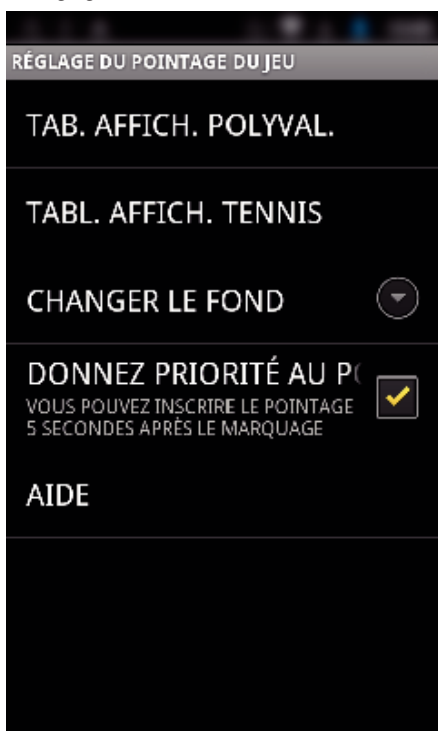 RÉGLAGE DU POINTAGE DU JEU
TAB. AFFICH. POLYVAL.
TABL. AFFICH. TENNIS
CHANGER LE FOND
DONNEZ PRIORITÉ AU P
VOUS POUVEZ INSCRIRE LE POINTAGE
5 SECONDES APRÈS LE MARQUAGE
AIDE